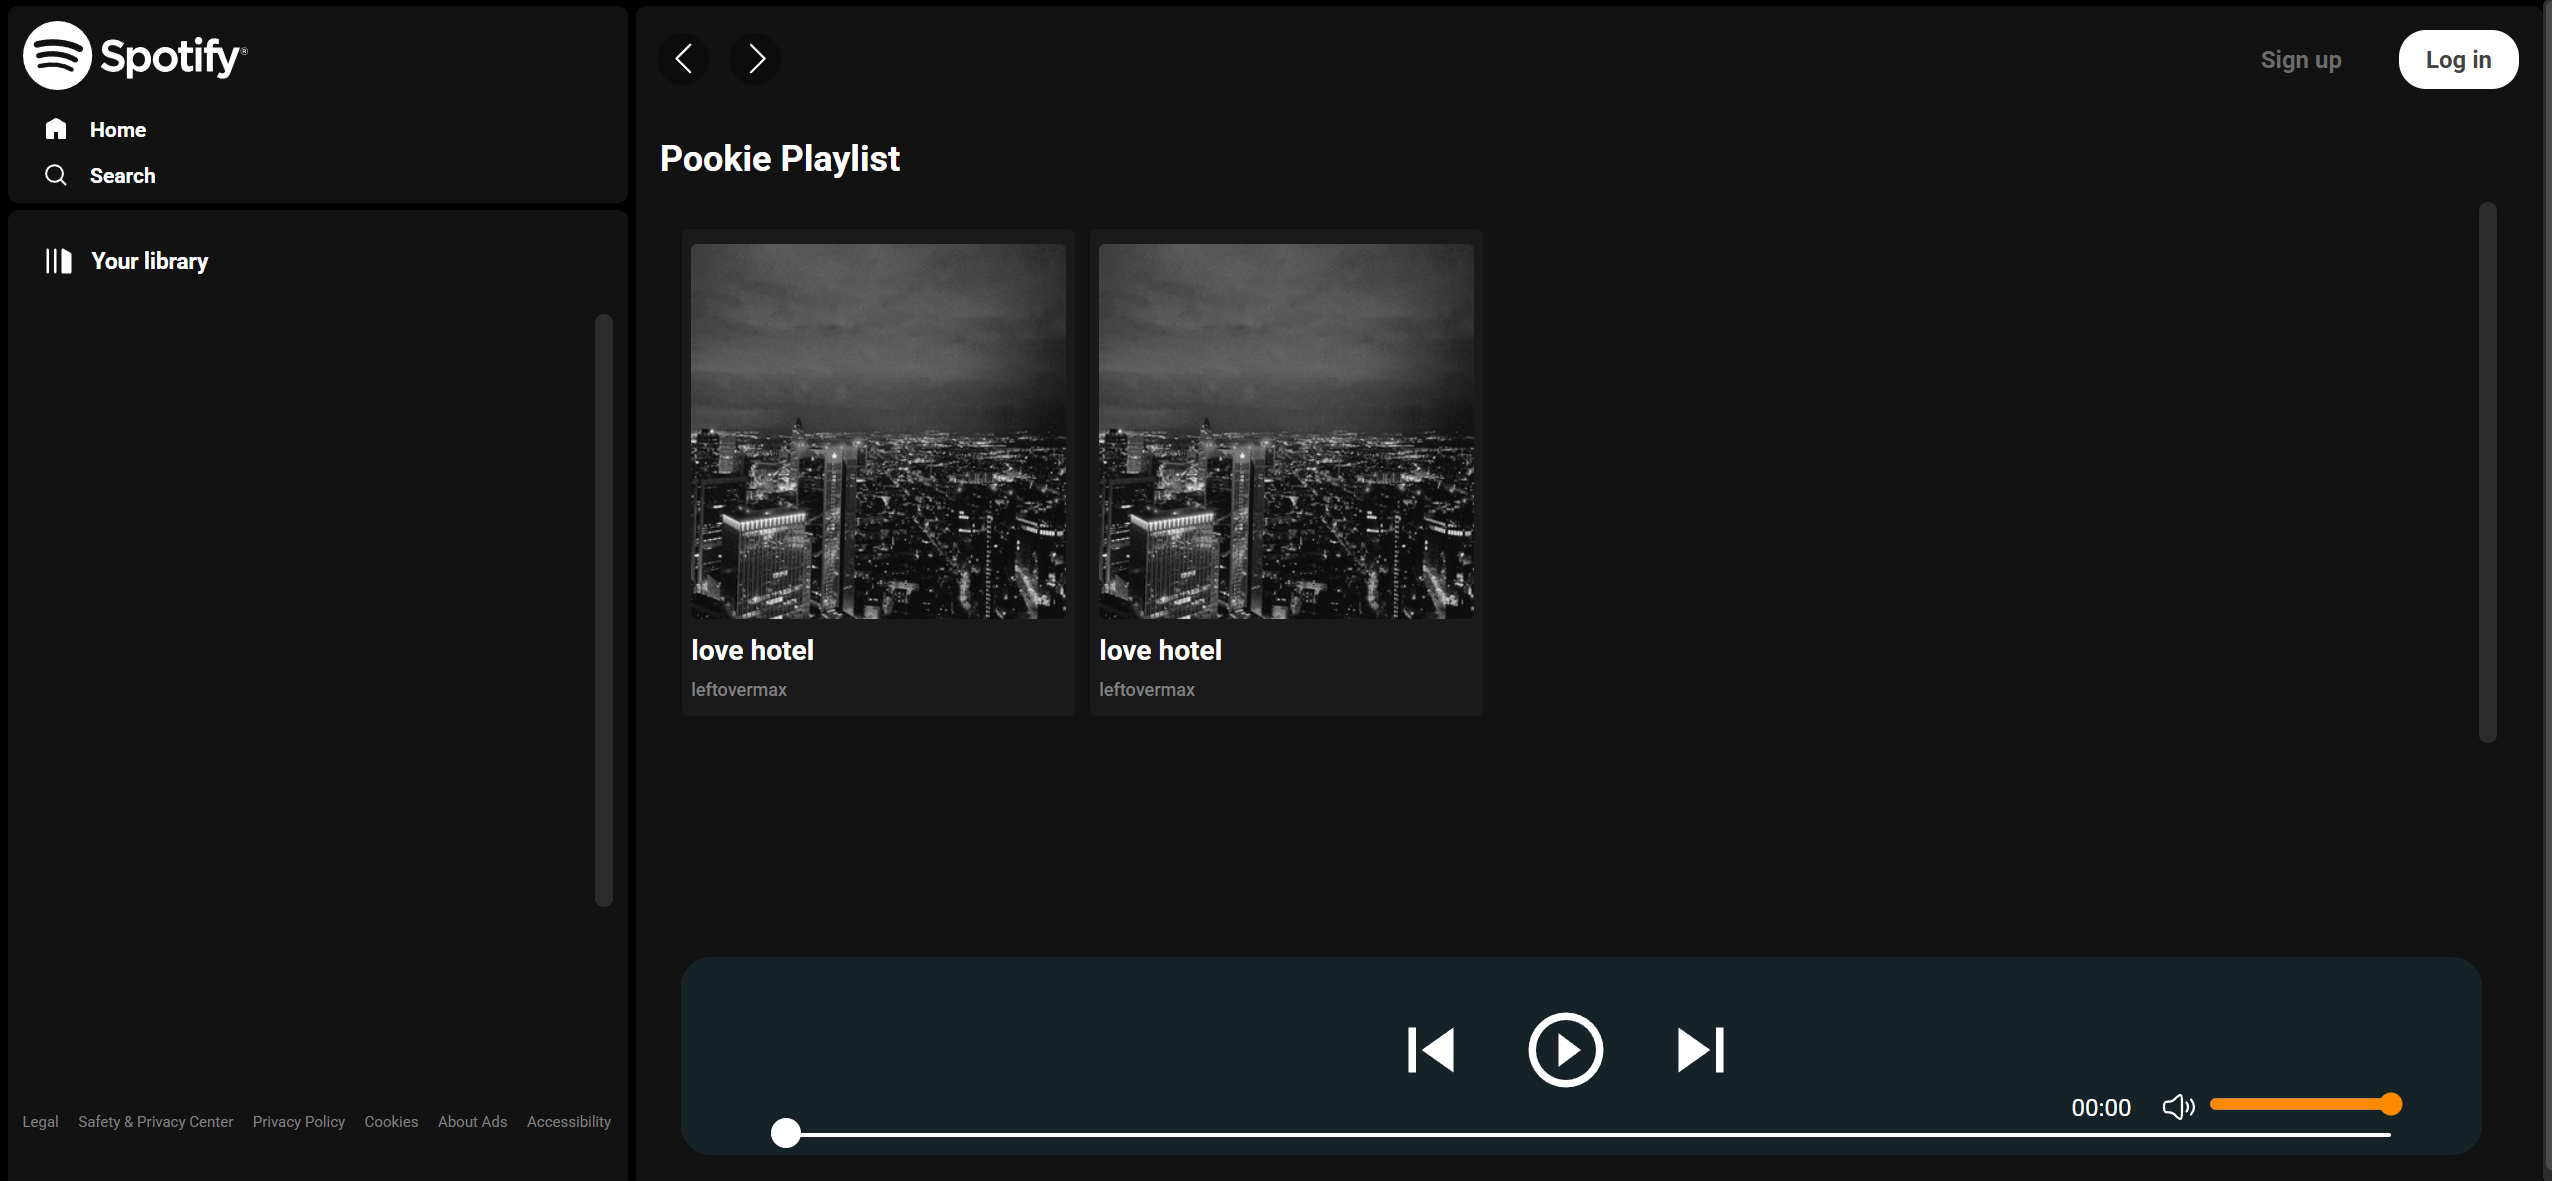 Spotify®
Home
Search
Your library
Legal Safety & Privacy Center Privacy Policy Cookies About Ads Accessibility
Sign up Log in
Pookie Playlist
love hotel
leftovermax
love hotel
leftovermax
00:00